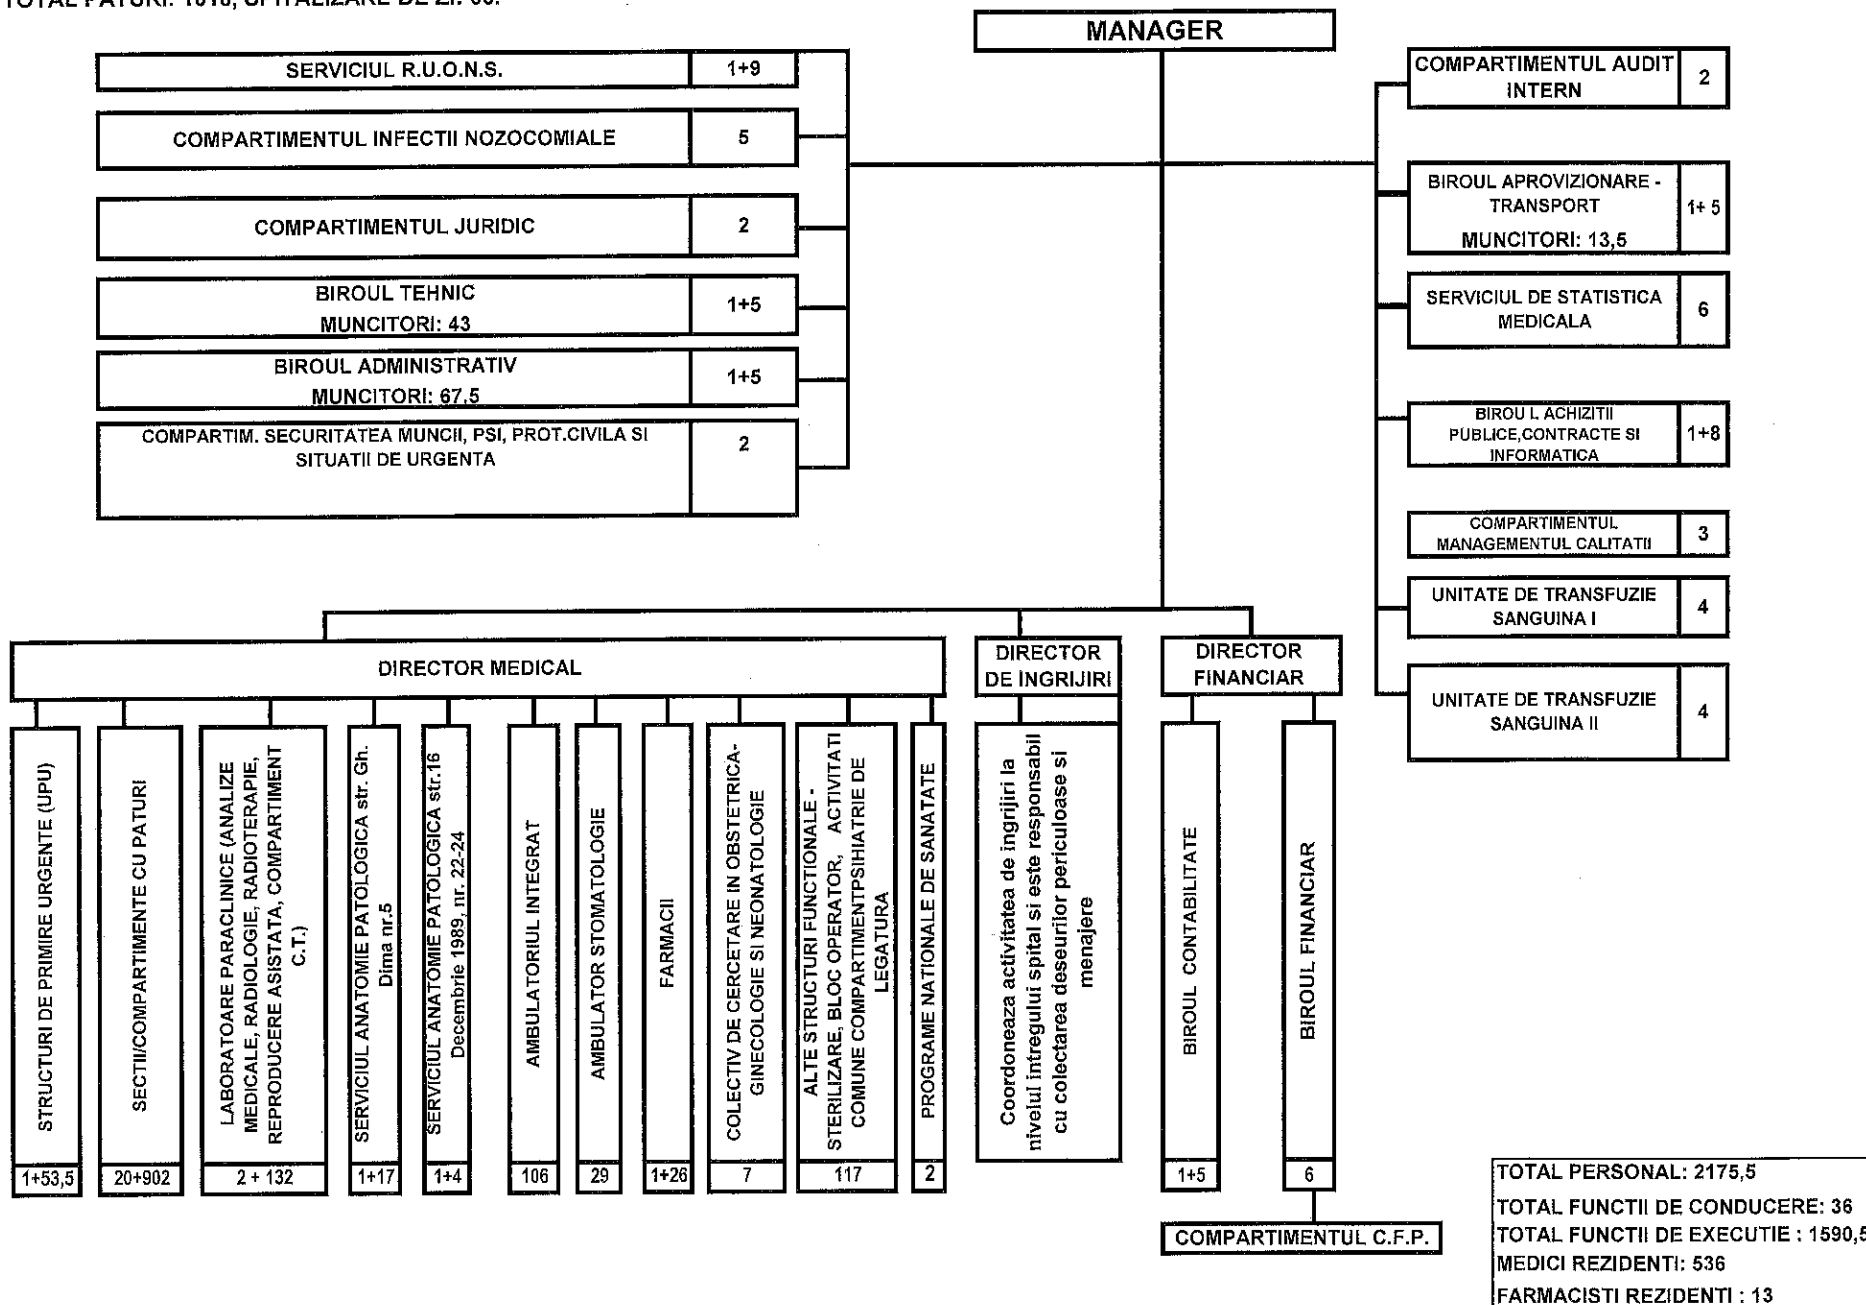 MANAGER
SERVICIUL R.U.O.N.S.
1+9
COMPARTIMENTUL INFECTII NOZOCOMIALE
5
COMPARTIMENTUL JURIDIC
2
BIROUL TEHNIC
MUNCITORI: 43
1+5
BIROUL ADMINISTRATIV
MUNCITORI: 67,5
1+5
COMPARTIM. SECURITATEA MUNCII, PSI, PROT.CIVILA SI
SITUATII DE URGENTA
2
COMPARTIMENTUL AUDIT
INTERN
2
BIROUL APROVIZIONARE -
TRANSPORT
MUNCITORI: 13,5
1+ 5
SERVICIUL DE STATISTICA
MEDICALA
6
BIROU L ACHIZITII
PUBLICE,CONTRACTE SI
INFORMATICA
1+8
COMPARTIMENTUL
MANAGEMENTUL CALITATII
3
UNITATE DE TRANSFUZIE
SANGUINA I
4
UNITATE DE TRANSFUZIE
SANGUINA II
4
DIRECTOR MEDICAL
DIRECTOR
DE INGRIJIRI
DIRECTOR
FINANCIAR
STRUCTURI DE PRIMIRE URGENTE (UPU)
1+53,5
SECTII/COMPARTIMENTE CU PATURI
20+902
LABORATOARE PARACLINICE (ANALIZE
MEDICALE, RADIOLOGIE, RADIOTERAPIE,
REPRODUCERE ASISTATA, COMPARTIMENT
C.T.)
2 + 132
SERVICIUL ANATOMIE PATOLOGICA str. Gh.
Dima nr.5
1+17
SERVICIUL ANATOMIE PATOLOGICA str.16
Decembrie 1989, nr. 22-24
1+4
AMBULATORIUL INTEGRAT
106
AMBULATOR STOMATOLOGIE
29
FARMACII
1+26
COLECTIV DE CERCETARE IN OBSTETRICA-
GINECOLOGIE SI NEONATOLOGIE
7
ALTE STRUCTURI FUNCTIONALE -
STERILIZARE, BLOC OPERATOR, ACTIVITATI
COMUNE COMPARTIMENTPSIHIATRIE DE
LEGATURA
117
PROGRAME NATIONALE DE SANATATE
2
Coordoneaza activitatea de ingrijiri la
nivelul intregului spital si este responsabil
cu colectarea deseurilor periculoase si
menajere
BIROUL CONTABILITATE
1+5
BIROUL FINANCIAR
6
COMPARTIMENTUL C.F.P.
TOTAL PERSONAL: 2175,5
TOTAL FUNCTII DE CONDUCERE: 36
TOTAL FUNCTII DE EXECUTIE : 1590,5
MEDICI REZIDENTI: 536
FARMACISTI REZIDENTI : 13